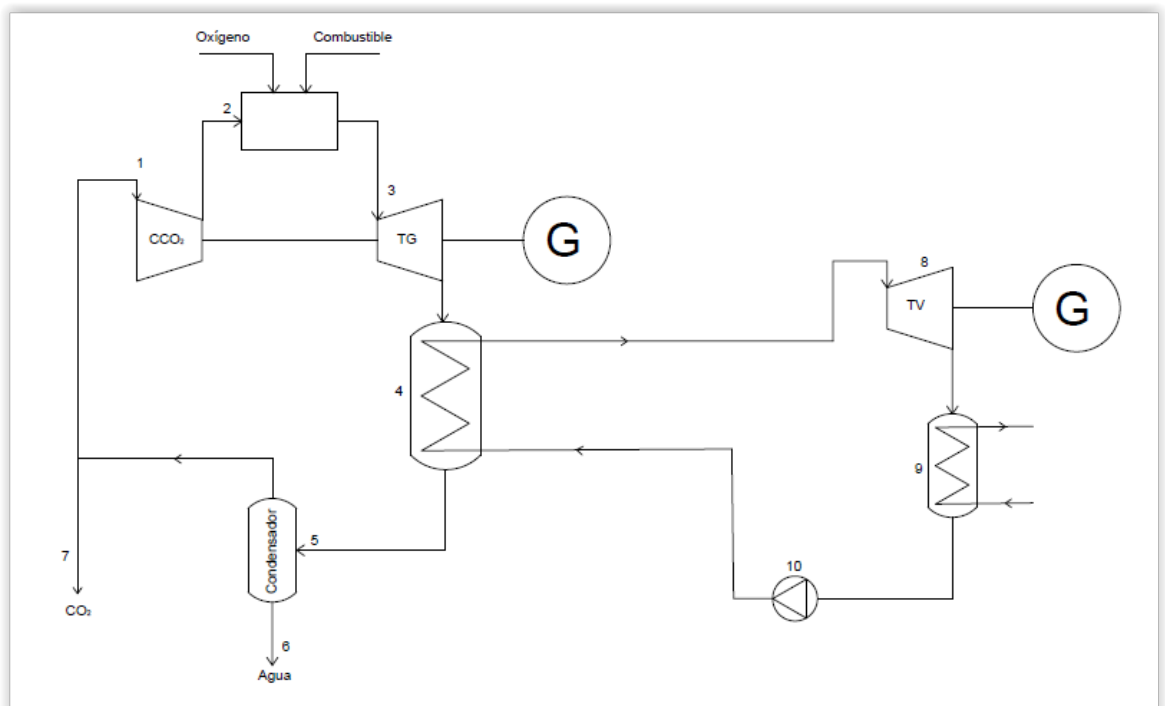 Oxígeno
Combustible
2
1
3
CCO₂
TG
G
8
TV
G
4
9
5
Condensador
7
10
CO₂
6
Agua